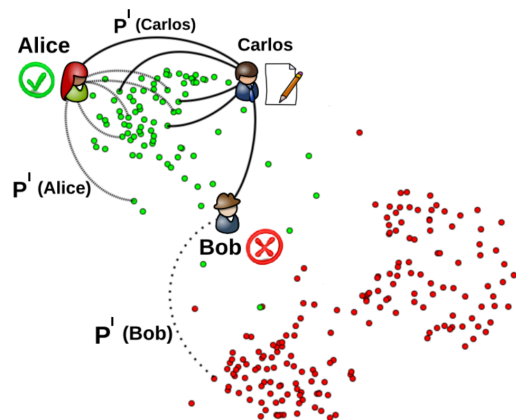 P^I (Carlos)
Alice
Carlos
P^I (Alice)
Bob
P^I (Bob)